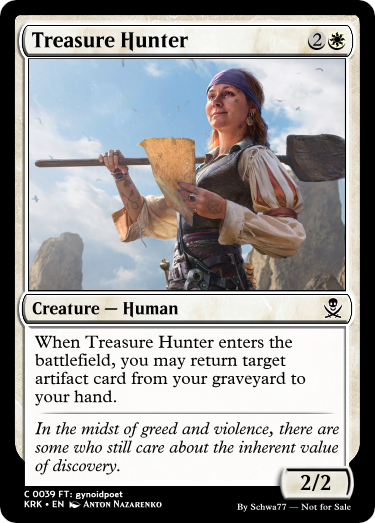 Treasure Hunter 2
Creature — Human
When Treasure Hunter enters the
battlefield, you may return target
artifact card from your graveyard to
your hand.
In the midst of greed and violence, there are
some who still care about the inherent value
of discovery.
2/2
C 0039 FT: gynoidpoet
KRK • EN Anton Nazarenko
By Schwa77 — Not for Sale